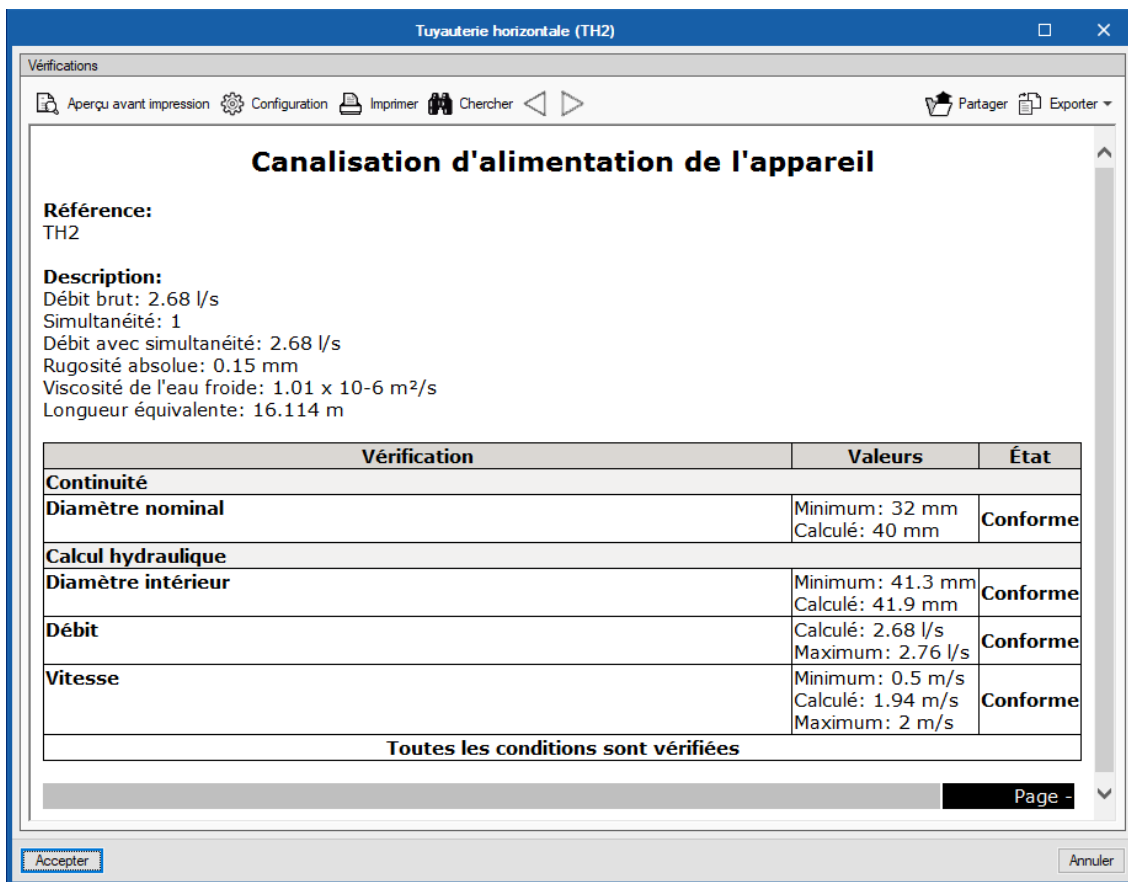 Tuyauterie horizontale (TH2)
Vérifications
Aperçu avant impression Configuration Imprimer Chercher Partager Exporter
Canalisation d'alimentation de l'appareil
Référence:
TH2
Description:
Débit brut: 2.68 l/s
Simultanéité: 1
Débit avec simultanéité: 2.68 l/s
Rugosité absolue: 0.15 mm
Viscosité de l'eau froide: 1.01 x 10-6 m²/s
Longueur équivalente: 16.114 m
Vérification Valeurs État
Continuité
Diamètre nominal Minimum: 32 mm
Calculé: 40 mm Conforme
Calcul hydraulique
Diamètre intérieur Minimum: 41.3 mm
Calculé: 41.9 mm Conforme
Débit Calculé: 2.68 l/s
Maximum: 2.76 l/s Conforme
Vitesse Minimum: 0.5 m/s
Calculé: 1.94 m/s Conforme
Maximum: 2 m/s
Toutes les conditions sont vérifiées
Page -
Accepter Annuler